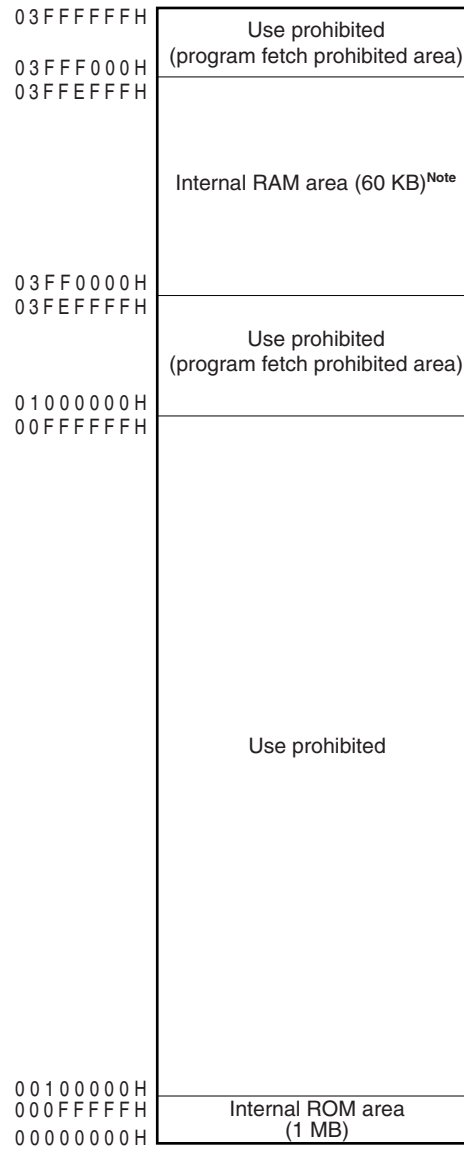 03FFFFFFH
Use prohibited
(program fetch prohibited area)
03FFF000H
03FFEFFFH
Internal RAM area (60 KB)Note
03FF0000H
03FEFFFFH
Use prohibited
(program fetch prohibited area)
01000000H
00FFFFFFH
Use prohibited
00100000H
000FFFFFH
Internal ROM area
(1 MB)
00000000H